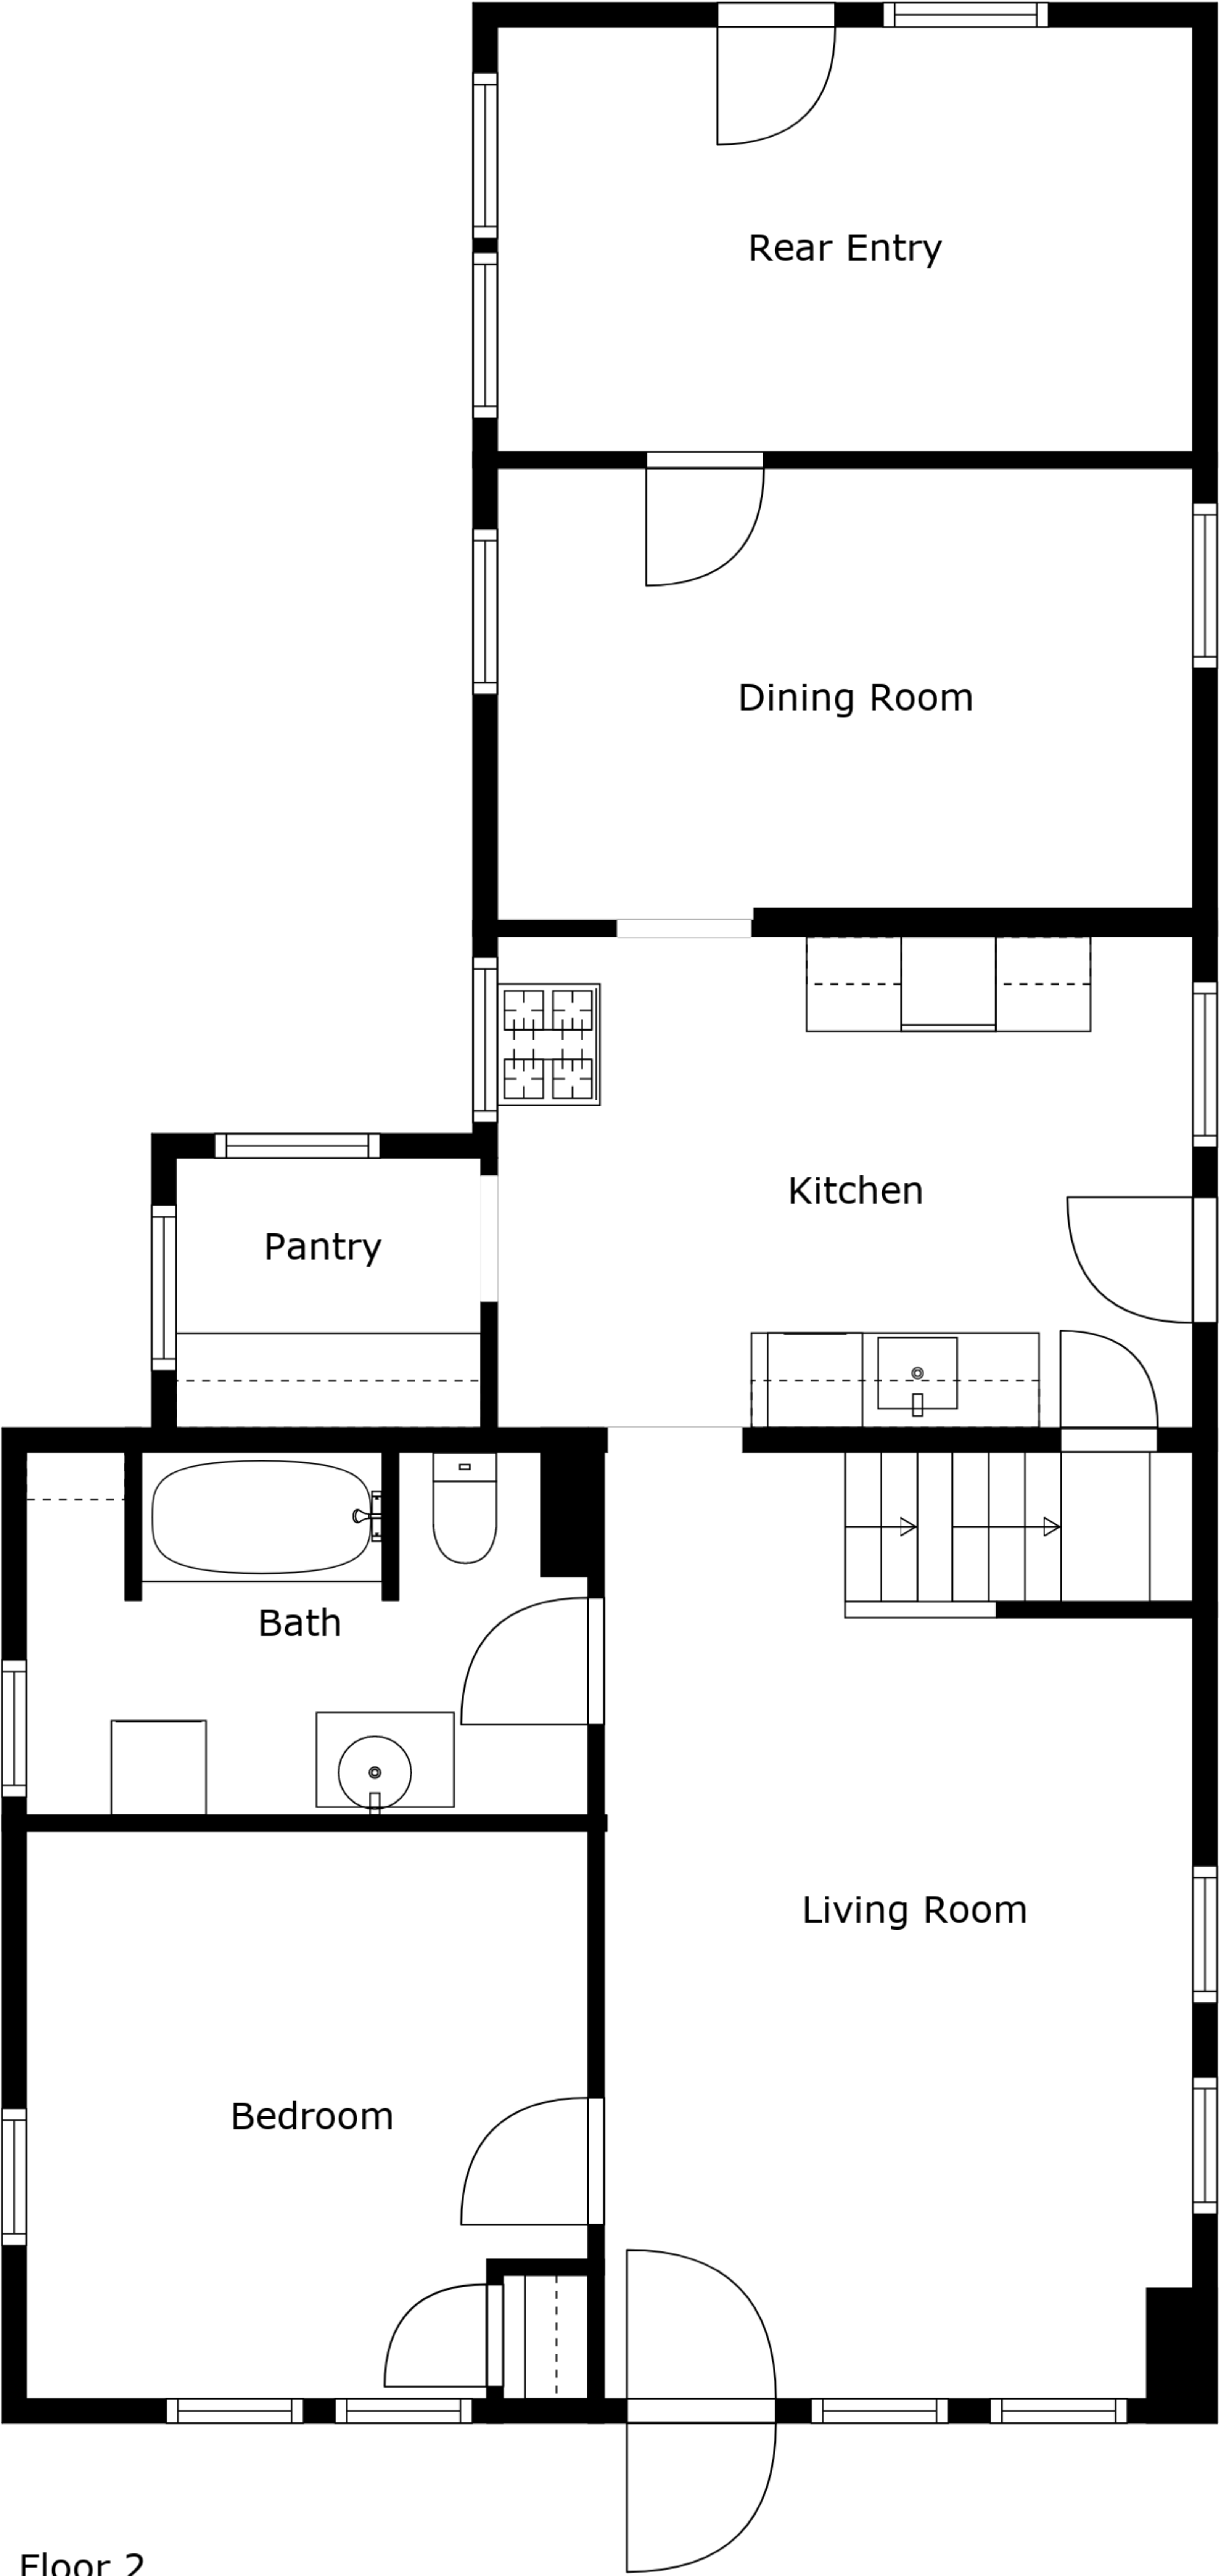 Rear Entry
Dining Room
Kitchen
Pantry
Bath
Living Room
Bedroom
Floor 2